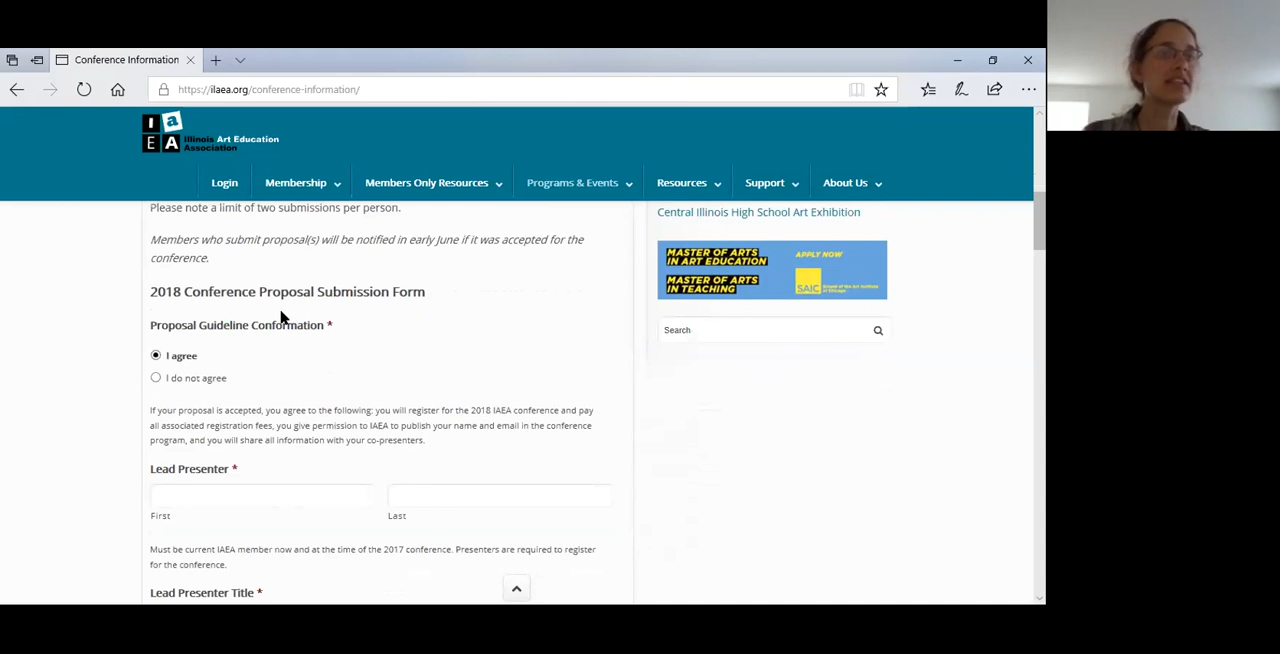 Conference Information
https://ilaea.org/conference-information/
I a
E A
Illinois Art Education
Association
Login
Membership
Members Only Resources
Programs & Events
Resources
Support
About Us
Please note a limit of two submissions per person.
Members who submit proposal(s) will be notified in early June if it was accepted for the
conference.
2018 Conference Proposal Submission Form
Proposal Guideline Conformation *
I agree
I do not agree
If your proposal is accepted, you agree to the following: you will register for the 2018 IAEA conference and pay
all associated registration fees, you give permission to IAEA to publish your name and email in the conference
program, and you will share all information with your co-presenters.
Lead Presenter *
First
Last
Must be current IAEA member now and at the time of the 2017 conference. Presenters are required to register
for the conference.
Lead Presenter Title *
Central Illinois High School Art Exhibition
MASTER OF ARTS
IN ART EDUCATION
MASTER OF ARTS
IN TEACHING
APPLY NOW
SAIC
Search